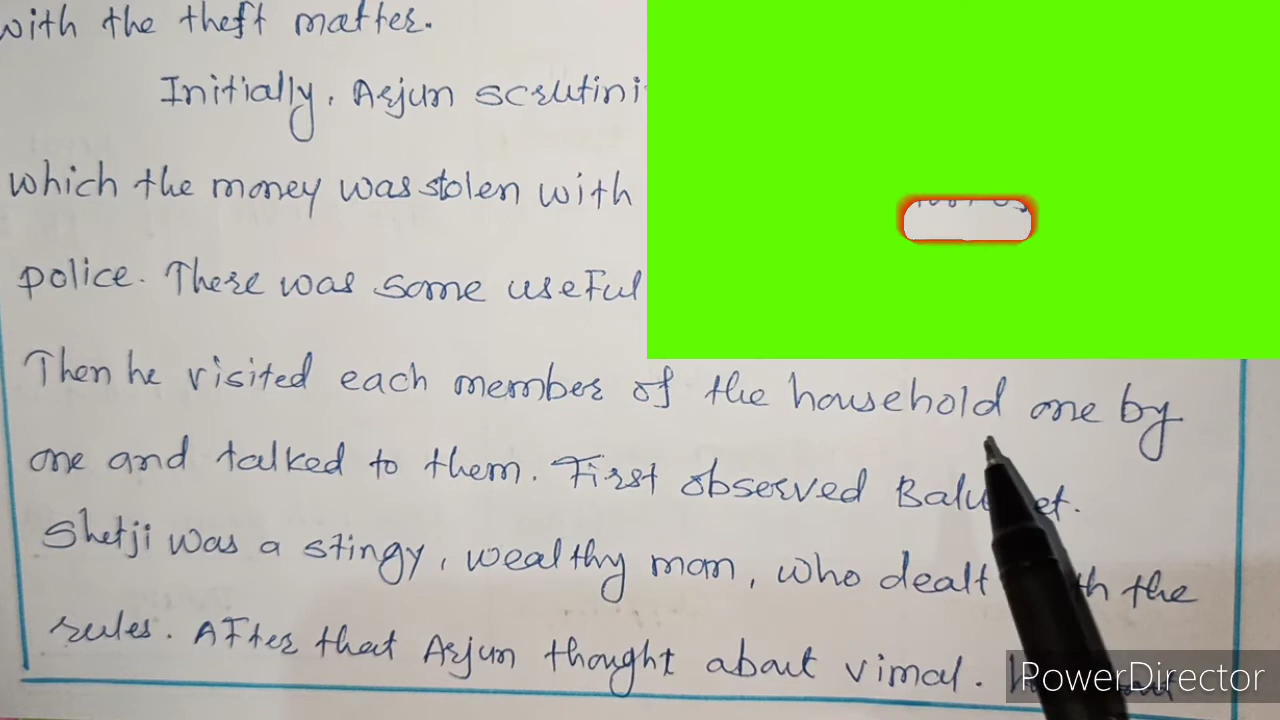 with the theft matter.
Initially, Arjun scrutini
which the money was stolen with
police. There was some useful
Then he visited each member of the household one by
one and talked to them. First observed
Shetji was a stingy, wealthy man, who dealt the
rules. After that Arjun thought about vimal.
PowerDirector